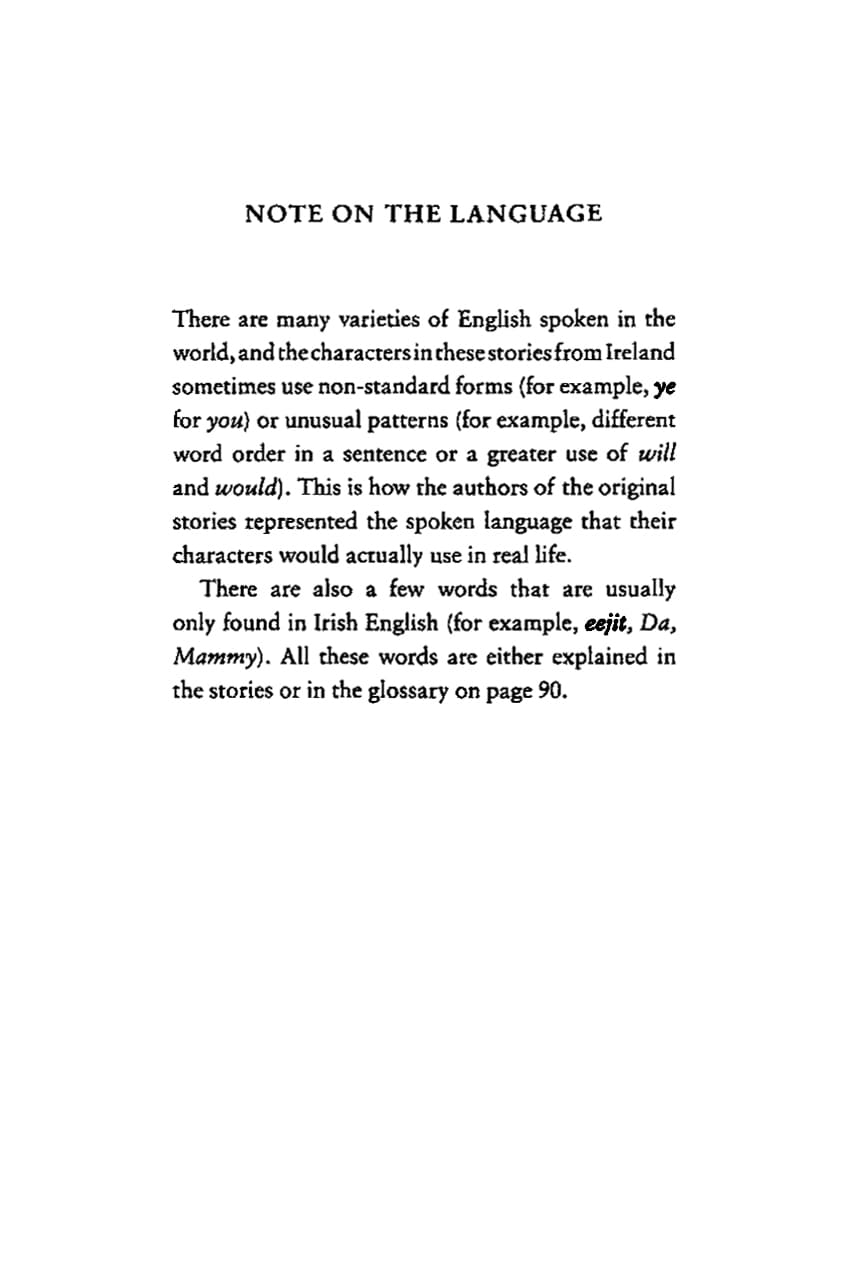 NOTE ON THE LANGUAGE
There are many varieties of English spoken in the
world, and the characters in these stories from Ireland
sometimes use non-standard forms (for example, ye
for you) or unusual patterns (for example, different
word order in a sentence or a greater use of will
and would). This is how the authors of the original
stories represented the spoken language that their
characters would actually use in real life.
There are also a few words that are usually
only found in Irish English (for example, eejit, Da,
Mammy). All these words are either explained in
the stories or in the glossary on page 90.